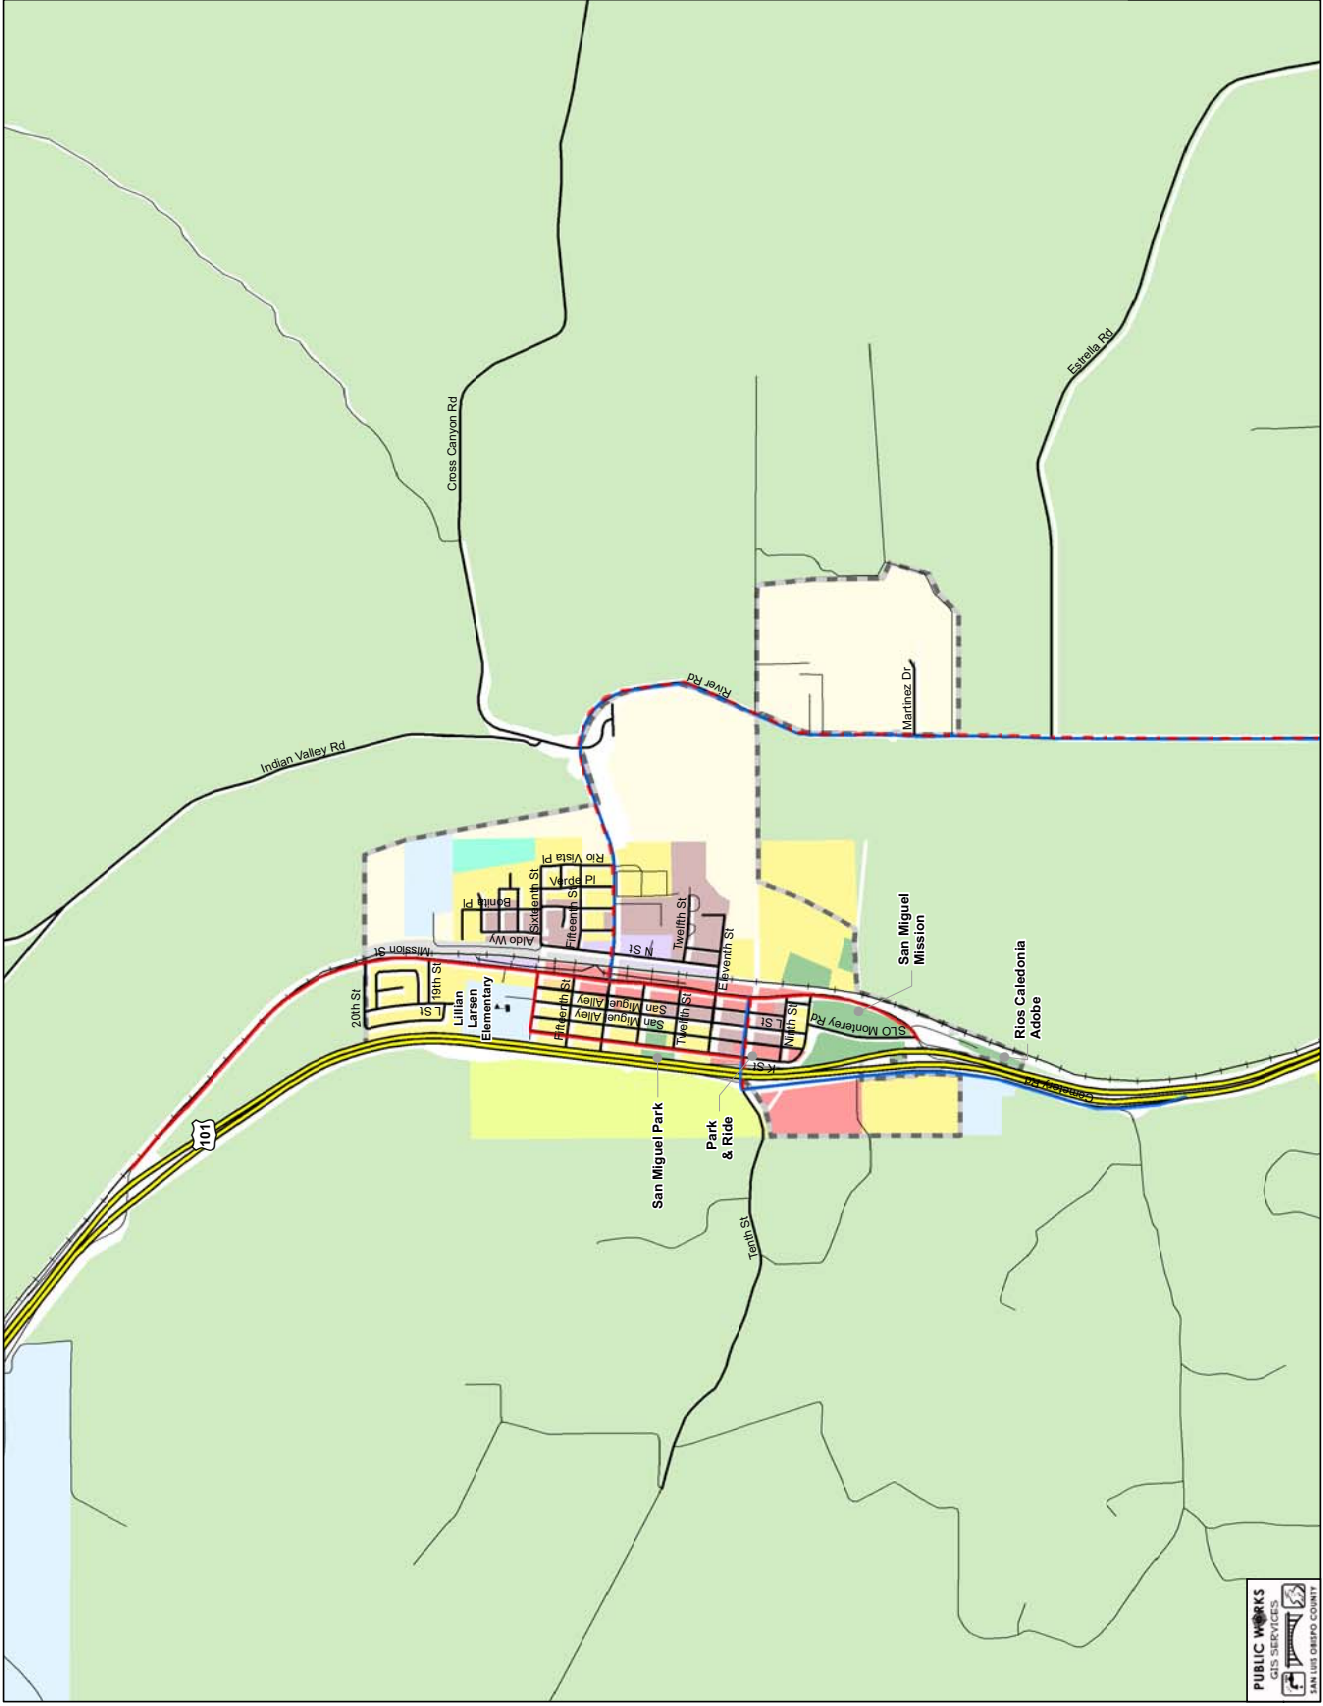 Cross Canyon Rd
Estrella Rd
River Rd
Martinez Dr
Indian Valley Rd
Rio Vista Pl
Verde Pl
Bonita Pl
Sixteenth St
Fifteenth St
Aldo Wy
N St
Twelfth St
Eleventh St
Mission St
20th St
19th St
L St
Lillian
Larsen
Elementary
Fifteenth St
San Miguel Alley
San Miguel Alley
Twelfth St
L St
Ninth St
K St
SLO Monterey Rd
San Miguel
Mission
Rios Caledonia
Adobe
Cemetery Rd
101
San Miguel Park
Park
& Ride
Tenth St
PUBLIC WORKS
GIS SERVICES
SAN LUIS OBISPO COUNTY